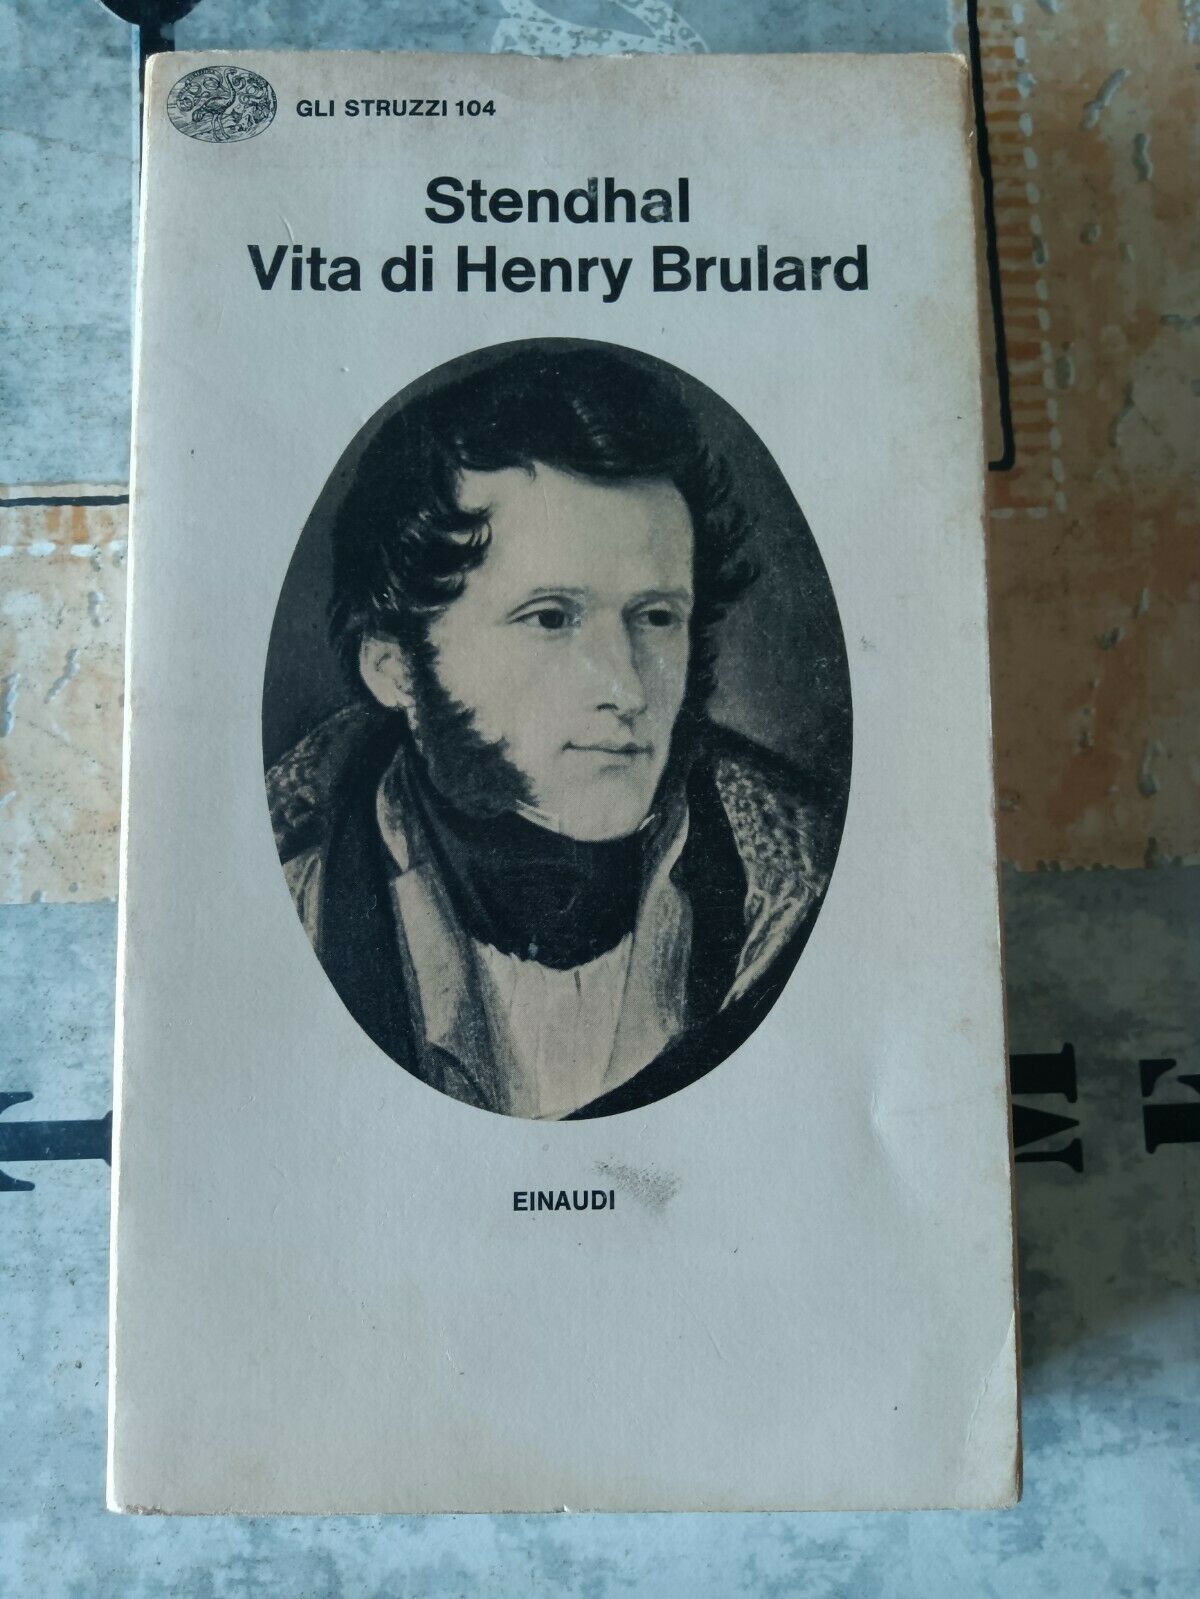 GLI STRUZZI 104
Stendhal
Vita di Henry Brulard
EINAUDI